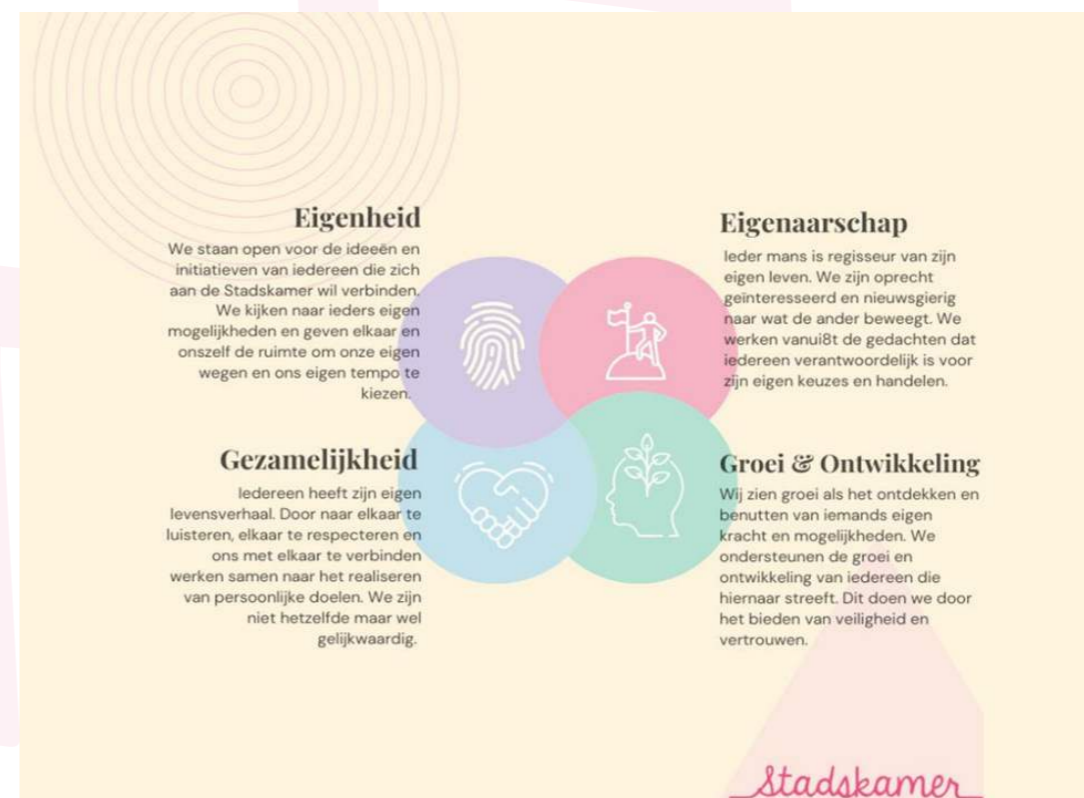 Eigenheid
We staan open voor de ideeën en
initiatieven van iedereen die zich
aan de Stadskamer wil verbinden.
We kijken naar ieders eigen
mogelijkheden en geven elkaar en
onszelf de ruimte om onze eigen
wegen en ons eigen tempo te
kiezen.
Eigenaarschap
Ieder mans is regisseur van zijn
eigen leven. We zijn oprecht
geïnteresseerd en nieuwsgierig
naar wat de ander beweegt. We
werken vanui8t de gedachten dat
iedereen verantwoordelijk is voor
zijn eigen keuzes en handelen.
Gezamelijkheid
Iedereen heeft zijn eigen
levensverhaal. Door naar elkaar te
luisteren, elkaar te respecteren en
ons met elkaar te verbinden
werken samen naar het realiseren
van persoonlijke doelen. We zijn
niet hetzelfde maar wel
gelijkwaardig.
Groei & Ontwikkeling
Wij zien groei als het ontdekken en
benutten van iemands eigen
kracht en mogelijkheden. We
ondersteunen de groei en
ontwikkeling van iedereen die
hiernaar streeft. Dit doen we door
het bieden van veiligheid en
vertrouwen.
Stadskamer